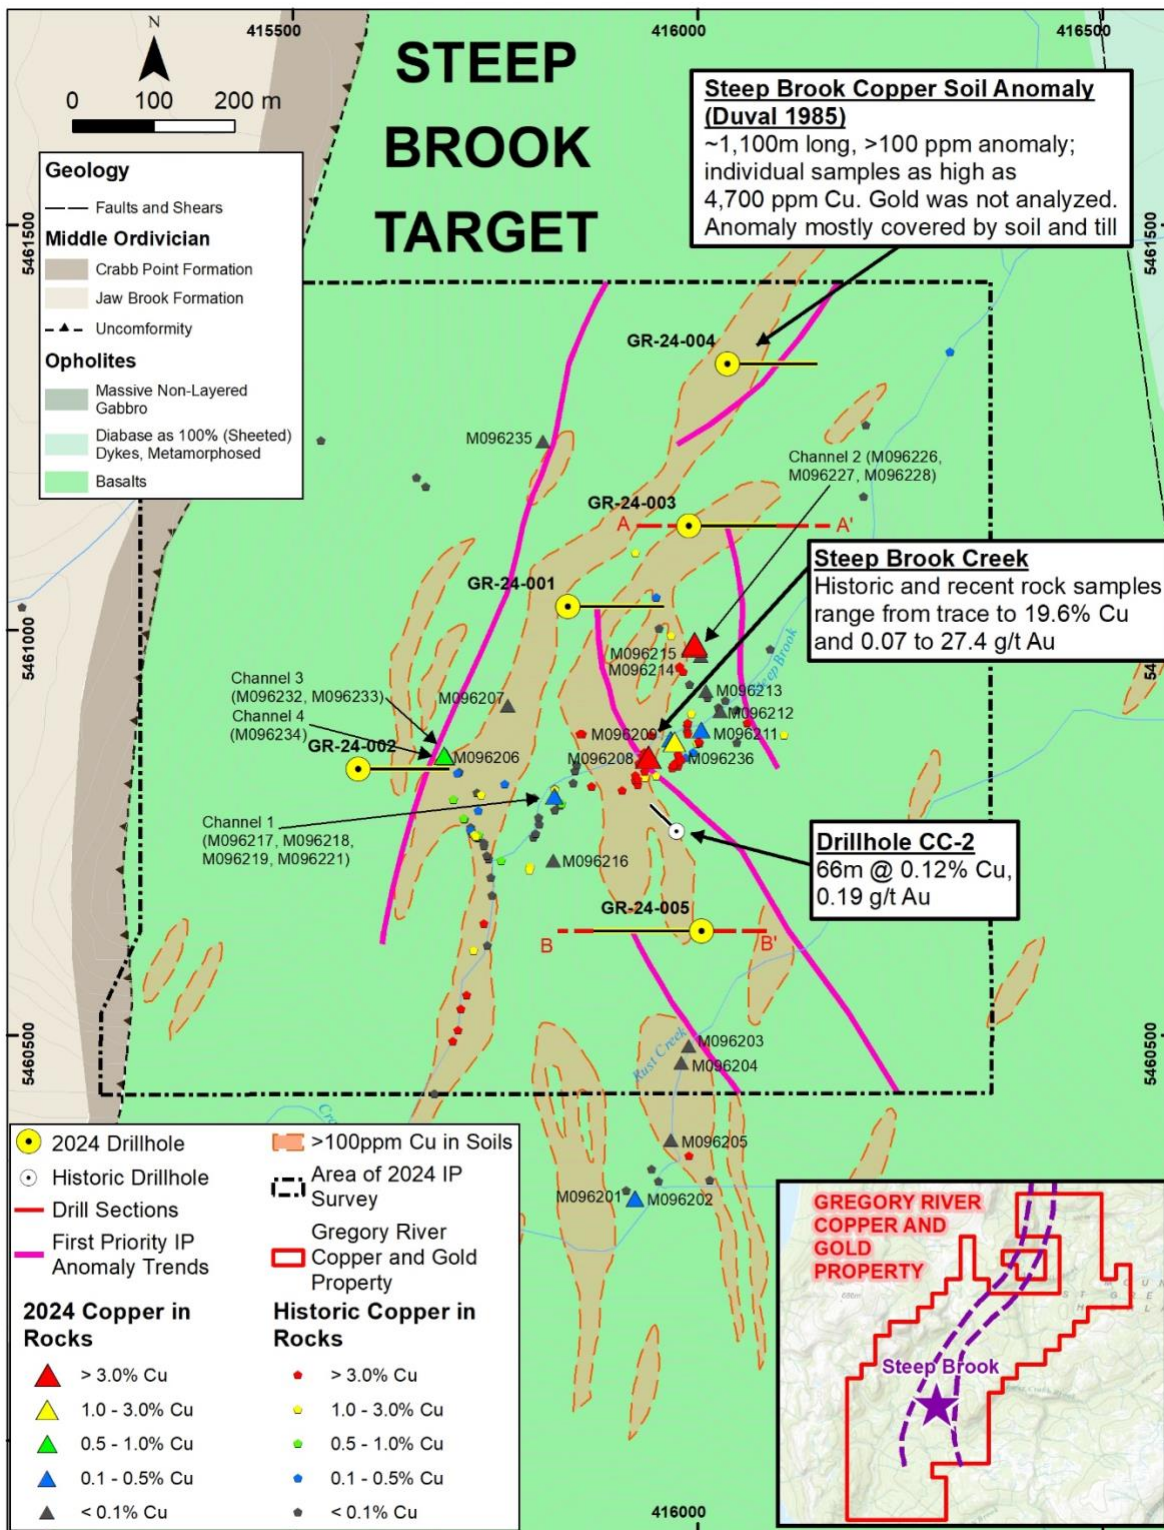 415500
416000
416500
N
0 100 200 m
STEEP
BROOK
TARGET
Steep Brook Copper Soil Anomaly
(Duval 1985)
~1,100m long, >100 ppm anomaly;
individual samples as high as
4,700 ppm Cu. Gold was not analyzed.
Anomaly mostly covered by soil and till
Geology
Faults and Shears
Middle Ordivician
Crabb Point Formation
Jaw Brook Formation
Uncomformity
Opholites
Massive Non-Layered
Gabbro
Diabase as 100% (Sheeted)
Dykes, Metamorphosed
Basalts
5461500
5461500
GR-24-004
M096235
Channel 2 (M096226,
M096227, M096228)
GR-24-003
A
A'
Steep Brook Creek
Historic and recent rock samples
range from trace to 19.6% Cu
and 0.07 to 27.4 g/t Au
GR-24-001
5461000
5461000
M096215
M096214
Steep Brook
M096213
M096212
M096211
M096209
M096208
M096236
Channel 3
(M096232, M096233)
Channel 4
(M096234)
M096207
GR-24-002
M096206
Channel 1
(M096217, M096218,
M096219, M096221)
M096216
Drillhole CC-2
66m @ 0.12% Cu,
0.19 g/t Au
GR-24-005
B
B'
5460500
5460500
Rust Creek
M096203
M096204
M096205
M096201
M096202
2024 Drillhole
Historic Drillhole
Drill Sections
First Priority IP
Anomaly Trends
>100ppm Cu in Soils
Area of 2024 IP
Survey
Gregory River
Copper and Gold
Property
2024 Copper in
Rocks
> 3.0% Cu
1.0 - 3.0% Cu
0.5 - 1.0% Cu
0.1 - 0.5% Cu
< 0.1% Cu
Historic Copper in
Rocks
> 3.0% Cu
1.0 - 3.0% Cu
0.5 - 1.0% Cu
0.1 - 0.5% Cu
< 0.1% Cu
GREGORY RIVER
COPPER AND
GOLD
PROPERTY
Steep Brook
416000